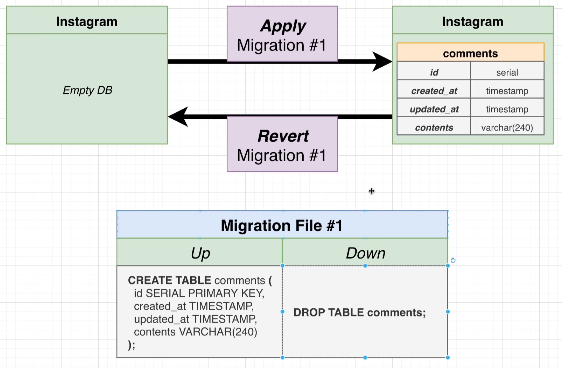 Instagram
Empty DB
Apply
Migration #1
Revert
Migration #1
Instagram
comments
id serial
created_at timestamp
updated_at timestamp
contents varchar(240)
Migration File #1
Up Down
CREATE TABLE comments (
id SERIAL PRIMARY KEY,
created_at TIMESTAMP,
updated_at TIMESTAMP,
contents VARCHAR(240)
);
DROP TABLE comments;